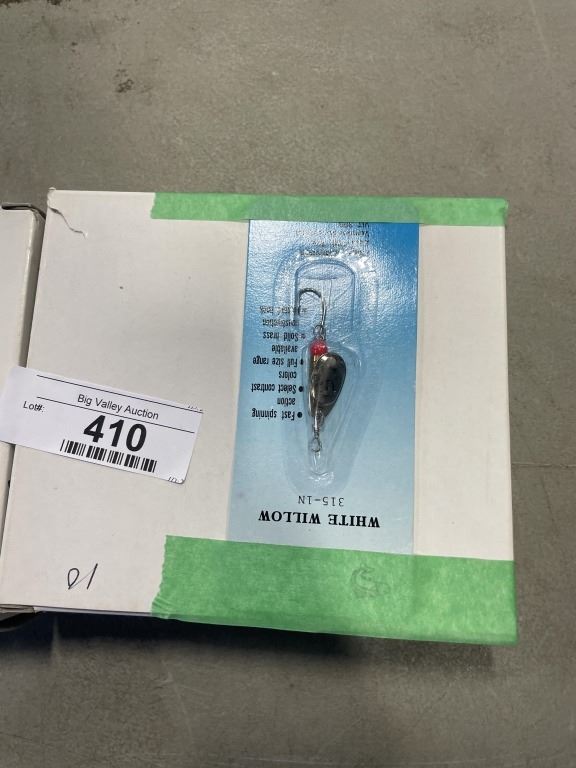 Big Valley Auction
Lot#:
410
WHITE WILLOW
315-1N
● Fast spinning
action
● Select contrast
colors
● Full size range
available
● Solid brass
construction